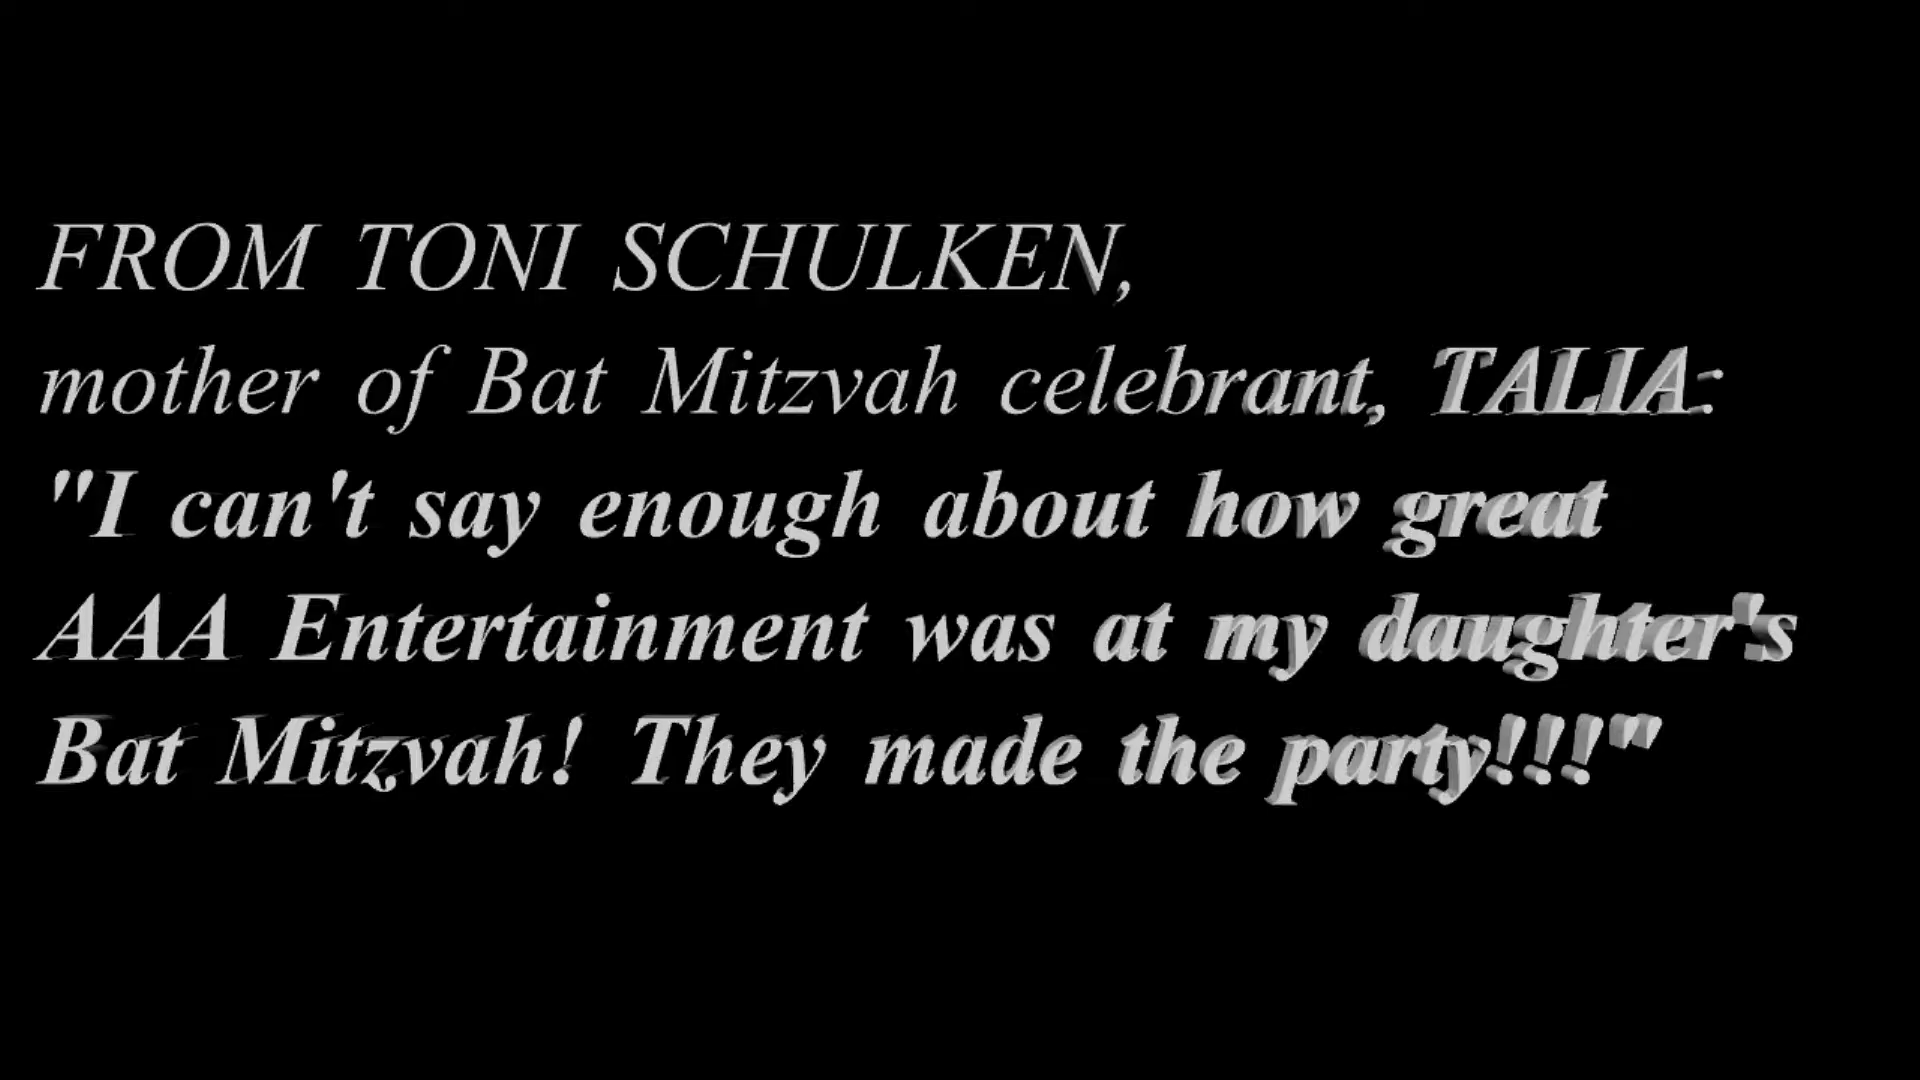 FROM TONI SCHULKEN,
mother of Bat Mitzvah celebrant, TALIA:
"I can't say enough about how great
AAA Entertainment was at my daughter's
Bat Mitzvah! They made the party!!!"